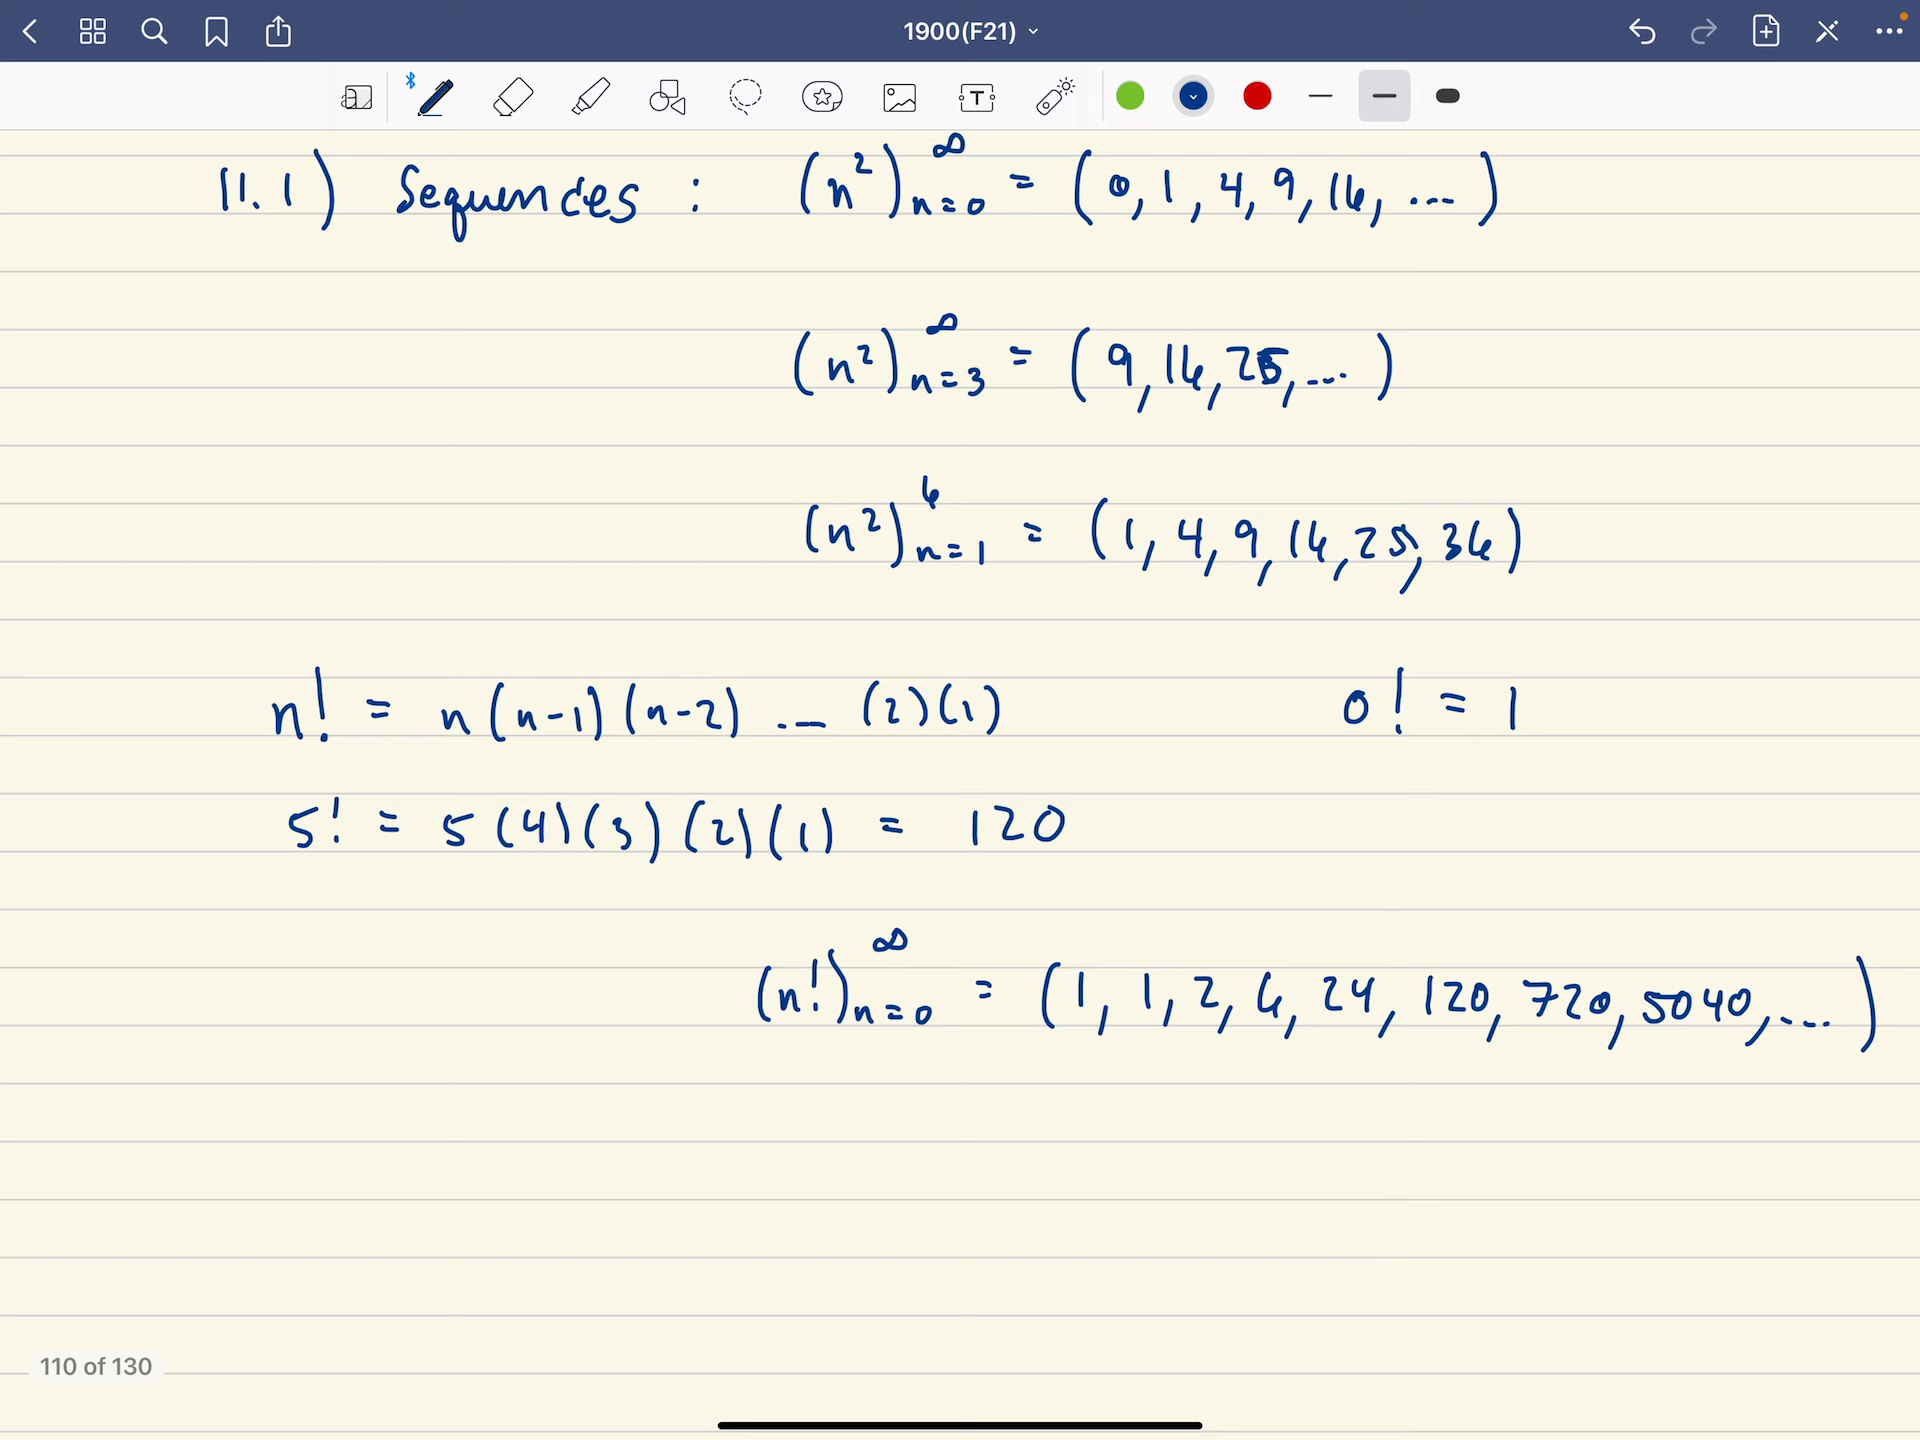 1900(F21)
11.1) Sequences : (n²)_{n=0}^∞ = (0, 1, 4, 9, 16, ...)
(n²)_{n=3}^∞ = (9, 16, 25, ...)
(n²)_{n=1}^6 = (1, 4, 9, 16, 25, 36)
n! = n(n-1)(n-2) ... (2)(1) 0! = 1
5! = 5(4)(3)(2)(1) = 120
(n!)_{n=0}^∞ = (1, 1, 2, 6, 24, 120, 720, 5040, ...)
110 of 130